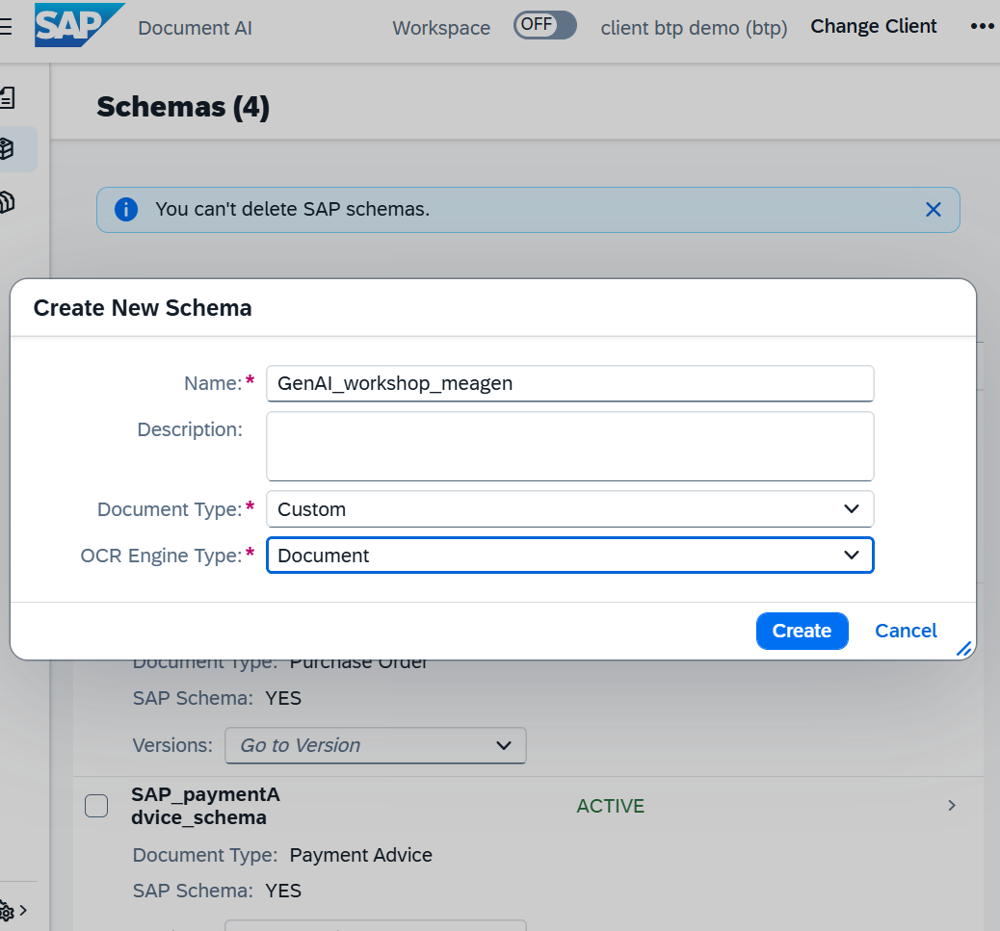 SAP Document AI Workspace OFF client btp demo (btp) Change Client
Schemas (4)
You can't delete SAP schemas.
Create New Schema
Name:* GenAI_workshop_meagen
Description:
Document Type:* Custom
OCR Engine Type:* Document
Create Cancel
Document Type: Purchase Order
SAP Schema: YES
Versions: Go to Version
SAP_paymentA
dvice_schema
ACTIVE
Document Type: Payment Advice
SAP Schema: YES